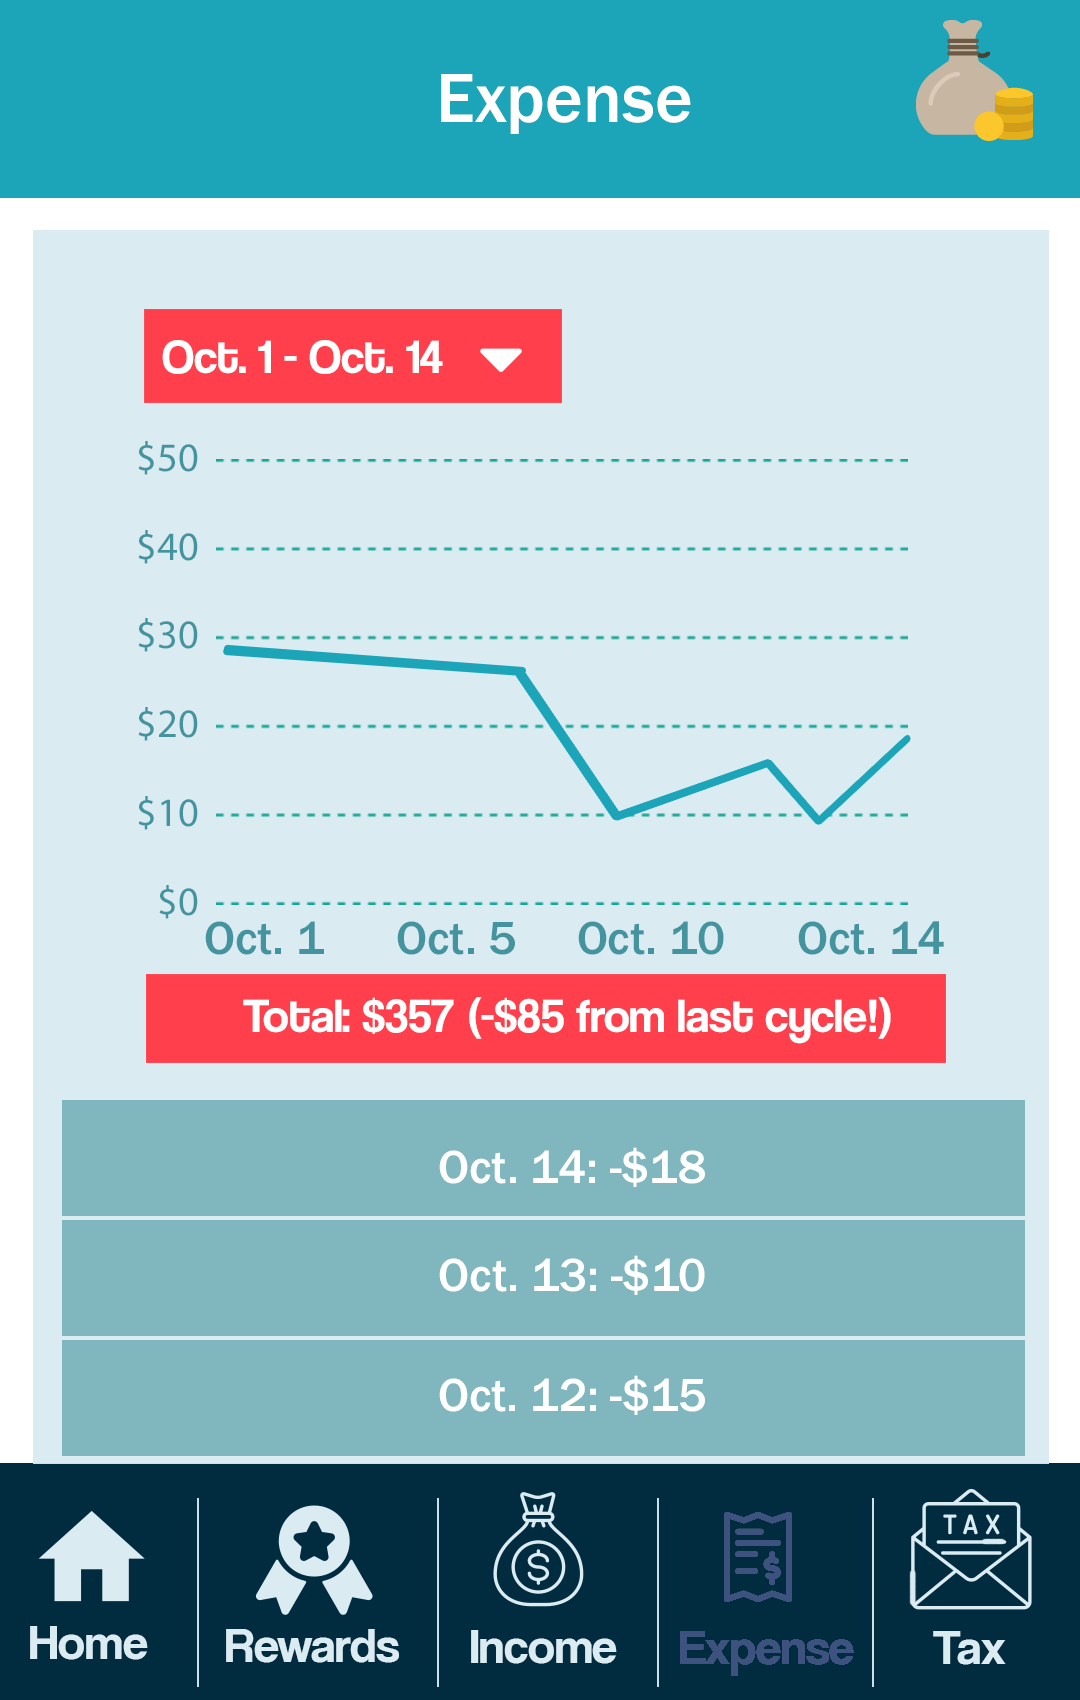 Expense
Oct. 1 - Oct. 14
$50
$40
$30
$20
$10
$0
Oct. 1 Oct. 5 Oct. 10 Oct. 14
Total: $357 (-$85 from last cycle!)
Oct. 14: -$18
Oct. 13: -$10
Oct. 12: -$15
$
$
TAX
Home Rewards Income Expense Tax